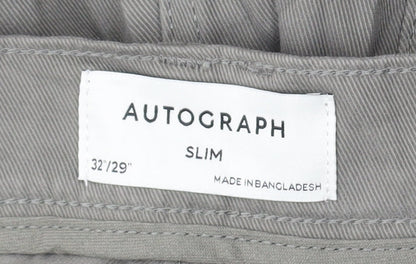 AUTOGRAPH
SLIM
32"/29"
MADE IN BANGLADESH